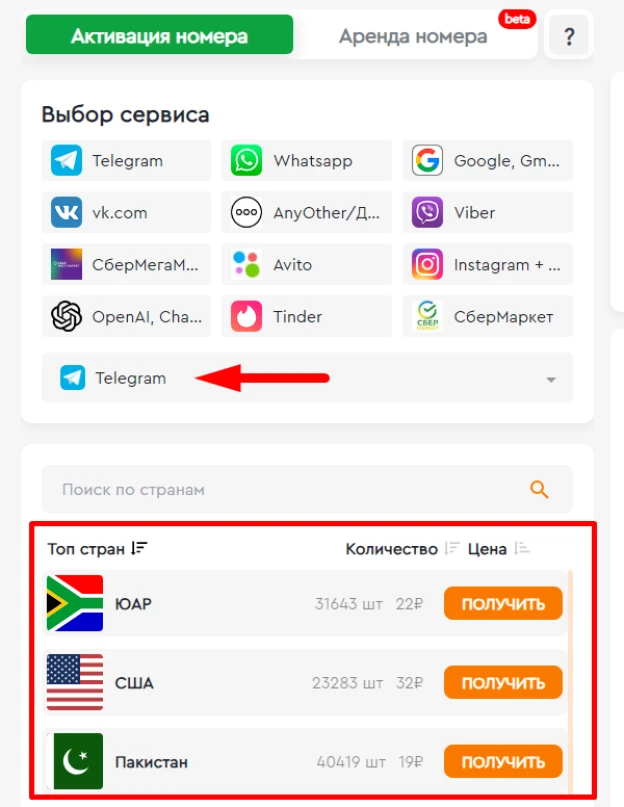 Активация номера
Аренда номера
beta
?
Выбор сервиса
Telegram
Whatsapp
Google, Gm...
vk.com
AnyOther/Д...
Viber
СберМегаМ...
Avito
Instagram + ...
OpenAI, Cha...
Tinder
СБЕР
СберМаркет
Telegram
Поиск по странам
Топ стран Количество Цена
ЮАР 31643 шт 22₽ ПОЛУЧИТЬ
США 23283 шт 32₽ ПОЛУЧИТЬ
Пакистан 40419 шт 19₽ ПОЛУЧИТЬ